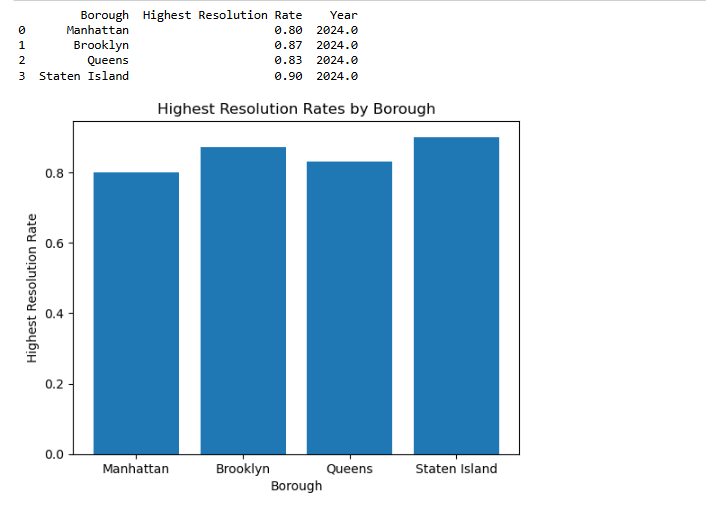 Borough Highest Resolution Rate Year
0 Manhattan 0.80 2024.0
1 Brooklyn 0.87 2024.0
2 Queens 0.83 2024.0
3 Staten Island 0.90 2024.0
Highest Resolution Rates by Borough
Highest Resolution Rate
0.8
0.6
0.4
0.2
0.0
Manhattan Brooklyn Queens Staten Island
Borough